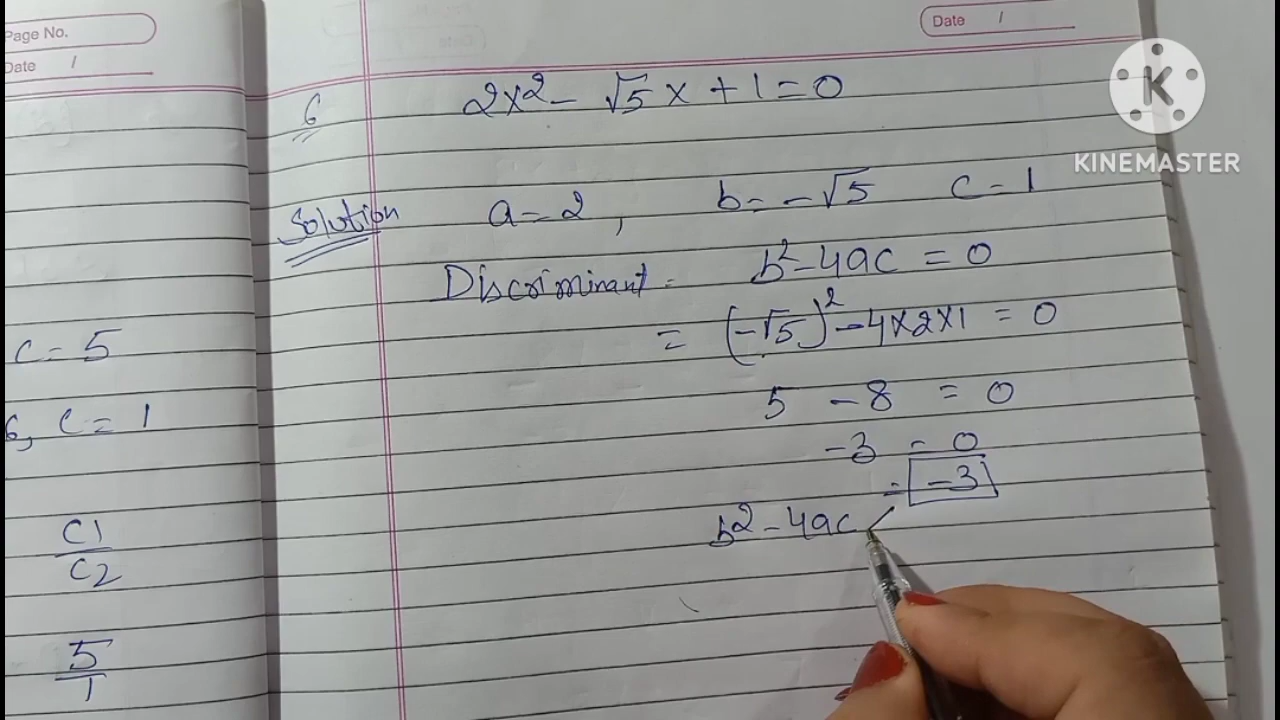 Page No.
Date /
c = 5
6, c = 1
C1
C2
5
1
Date /
6 2x² - √5 x + 1 = 0
Solution a = 2, b = -√5 c = 1
Discriminant = b² - 4ac = 0
= (-√5)² - 4×2×1 = 0
5 - 8 = 0
-3 = 0
= -3
b² - 4ac <
K
KINEMASTER